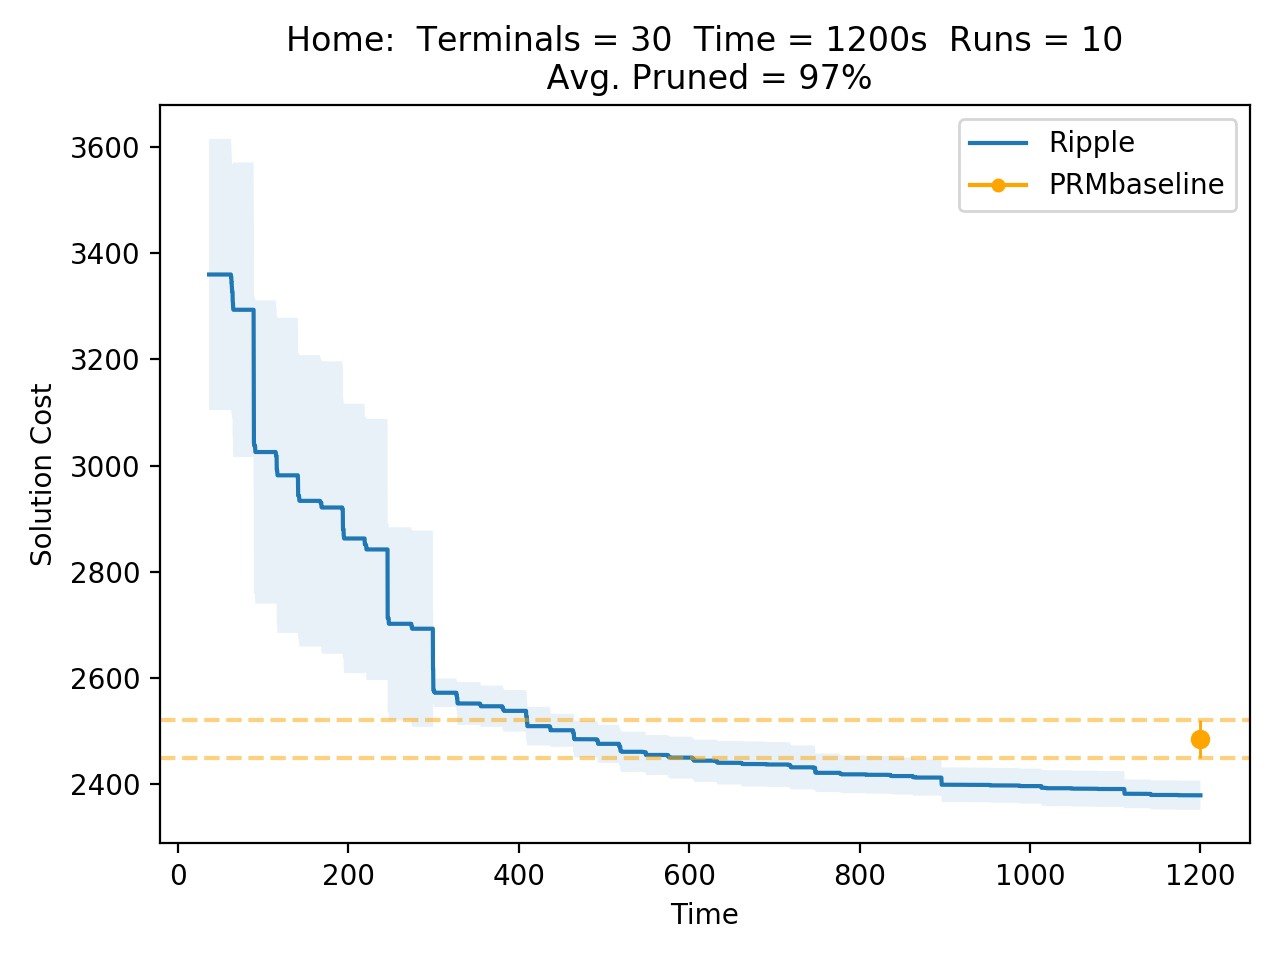 Home:  Terminals = 30  Time = 1200s  Runs = 10
Avg. Pruned = 97%
Ripple
PRMbaseline
Solution Cost
3600
3400
3200
3000
2800
2600
2400
0 200 400 600 800 1000 1200
Time